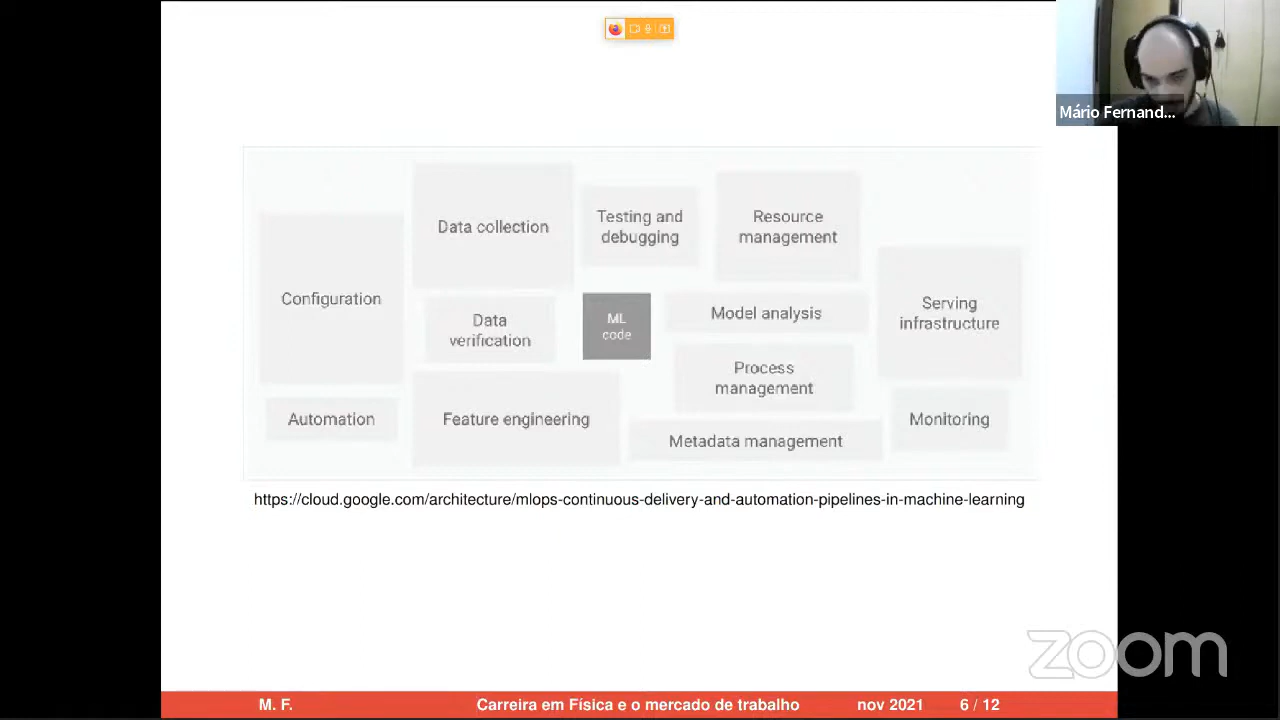 Mário Fernand...
Data collection
Testing and
debugging
Resource
management
Configuration
Data
verification
ML
code
Model analysis
Serving
infrastructure
Process
management
Automation
Feature engineering
Metadata management
Monitoring
https://cloud.google.com/architecture/mlops-continuous-delivery-and-automation-pipelines-in-machine-learning
zoom
M. F.
Carreira em Física e o mercado de trabalho
nov 2021
6 / 12